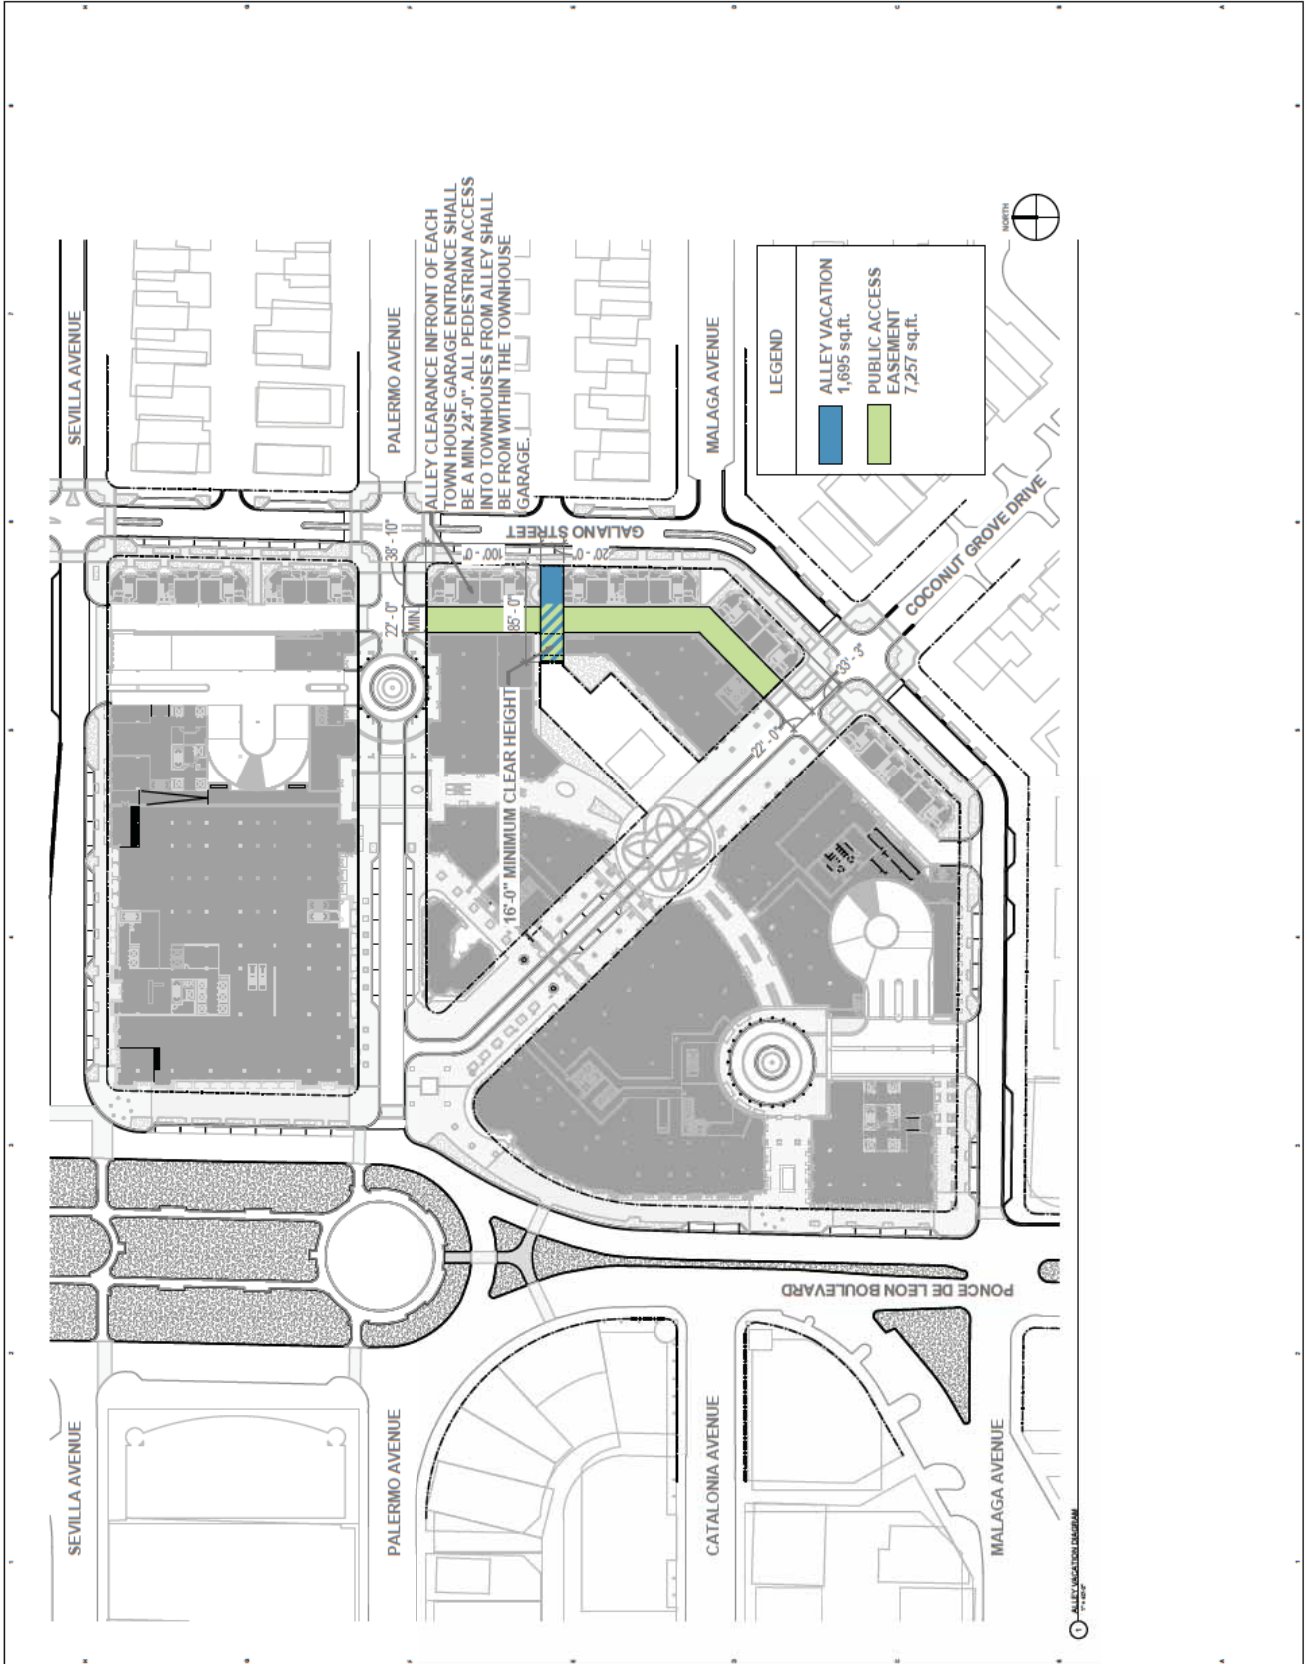 SEVILLA AVENUE
PALERMO AVENUE
ALLEY CLEARANCE INFRONT OF EACH
TOWN HOUSE GARAGE ENTRANCE SHALL
BE A MIN. 24'-0". ALL PEDESTRIAN ACCESS
INTO TOWNHOUSES FROM ALLEY SHALL
BE FROM WITHIN THE TOWNHOUSE
GARAGE.
MALAGA AVENUE
NORTH
LEGEND
ALLEY VACATION
1,695 sq.ft.
PUBLIC ACCESS
EASEMENT
7,257 sq.ft.
GALIANO STREET
COCONUT GROVE DRIVE
38' - 10"
22' - 0"
MIN.
100' - 0"
20' - 0"
85' - 0"
16'-0" MINIMUM CLEAR HEIGHT
33' - 3"
22' - 0"
PONCE DE LEON BOULEVARD
SEVILLA AVENUE
PALERMO AVENUE
CATALONIA AVENUE
MALAGA AVENUE
1
ALLEY VACATION DIAGRAM